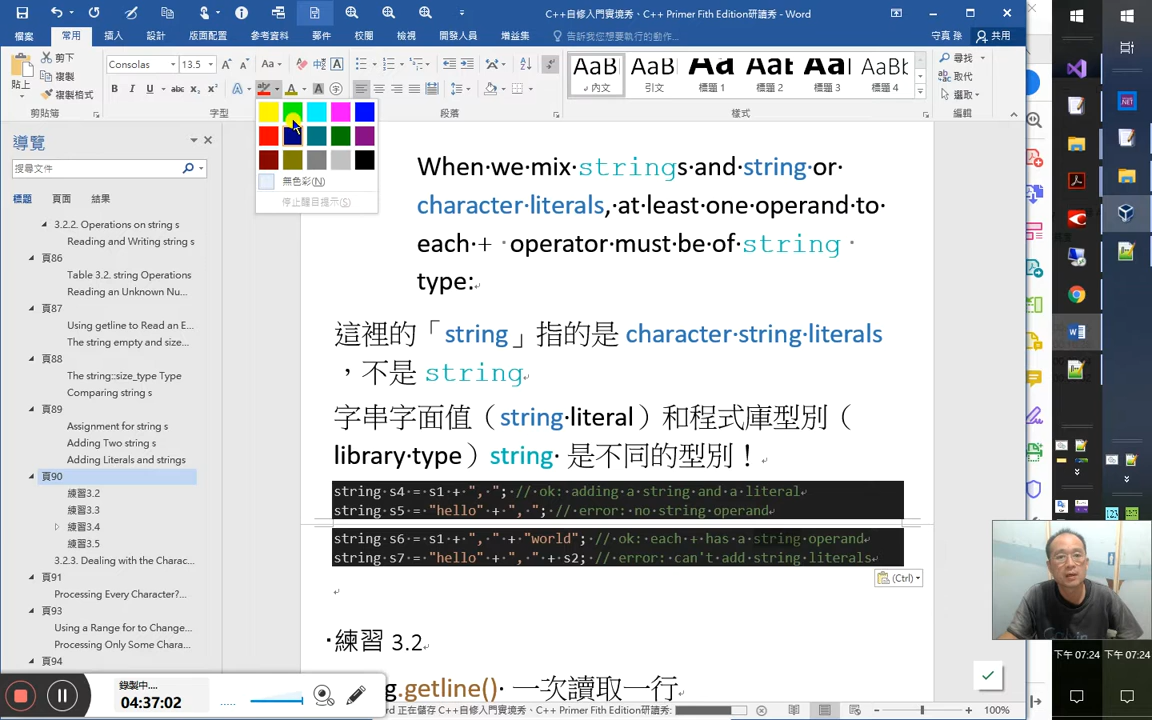 C++自修入門實境秀、C++ Primer Fith Edition研讀秀 - Word
檔案 常用 插入 設計 版面配置 參考資料 郵件 校閱 檢視 開發人員 增益集 告訴我您想要執行的動作... 守真 孫 共用
貼上 剪下 複製 複製格式
Consolas 13.5
AaB AaB Aa AaE AaB AaB
內文 引文 標題 1 標題 2 標題 3 標題 4
尋找 取代 選取
剪貼簿 字型 段落 樣式 編輯
無色彩(N)
停止醒目提示(S)
導覽
搜尋文件
標題 頁面 結果
3.2.2. Operations on string s
Reading and Writing string s
頁86
Table 3.2. string Operations
Reading an Unknown Nu...
頁87
Using getline to Read an E...
The string empty and size...
頁88
The string::size_type Type
Comparing string s
頁89
Assignment for string s
Adding Two string s
Adding Literals and strings
頁90
練習3.2
練習3.3
練習3.4
練習3.5
3.2.3. Dealing with the Charac...
頁91
Processing Every Character?...
頁93
Using a Range for to Change...
Processing Only Some Chara...
頁94
When we mix strings and string or
character literals, at least one operand to
each + operator must be of string
type:
這裡的「string」指的是 character string literals
，不是 string
字串字面值（string literal）和程式庫型別（
library type）string 是不同的型別！
string s4 = s1 + ", "; // ok: adding a string and a literal
string s5 = "hello" + ", "; // error: no string operand
string s6 = s1 + ", " + "world"; // ok: each + has a string operand
string s7 = "hello" + ", " + s2; // error: can't add string literals
(Ctrl)
練習 3.2.
g.getline() 一次讀取一行
錄製中....
04:37:02
正在儲存 C++自修入門實境秀、C++ Primer Fith Edition研讀秀:
100%
下午 07:24 下午 07:24